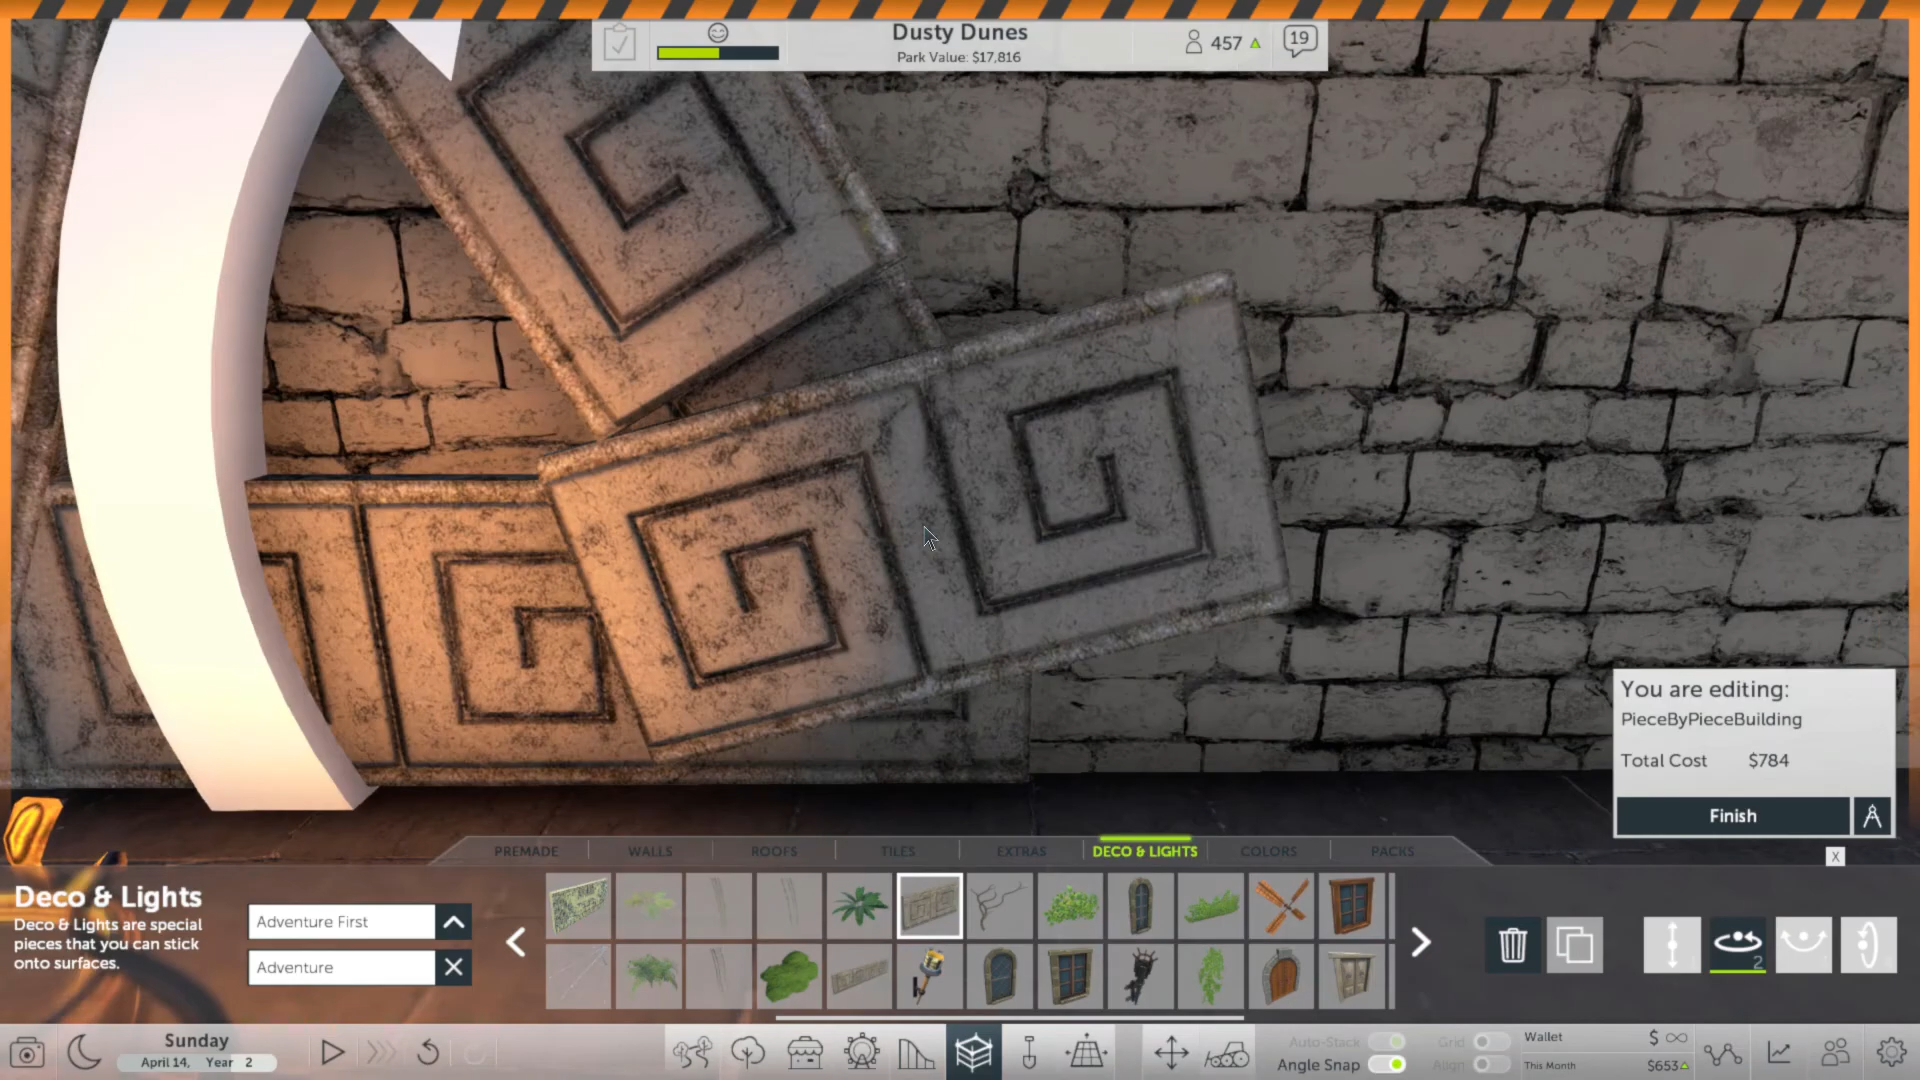 Dusty Dunes
Park Value: $17,816
457
19
You are editing:
PieceByPieceBuilding
Total Cost $784
Finish
X
PREMADE WALLS ROOFS TILES EXTRAS DECO & LIGHTS COLORS PACKS
Deco & Lights
Deco & Lights are special
pieces that you can stick
onto surfaces.
Adventure First
Adventure
2
Sunday
April 14, Year 2
Auto-Stack
Angle Snap
Grid
Align
Wallet $ ∞
This Month $653